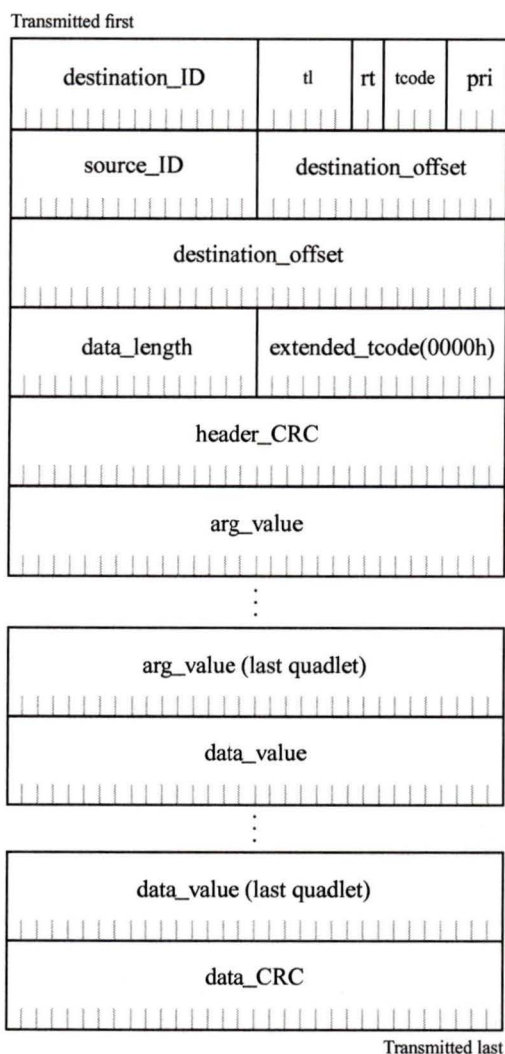 Transmitted first
destination_ID tl rt tcode pri
source_ID destination_offset
destination_offset
data_length extended_tcode(0000h)
header_CRC
arg_value
arg_value (last quadlet)
data_value
data_value (last quadlet)
data_CRC
Transmitted last